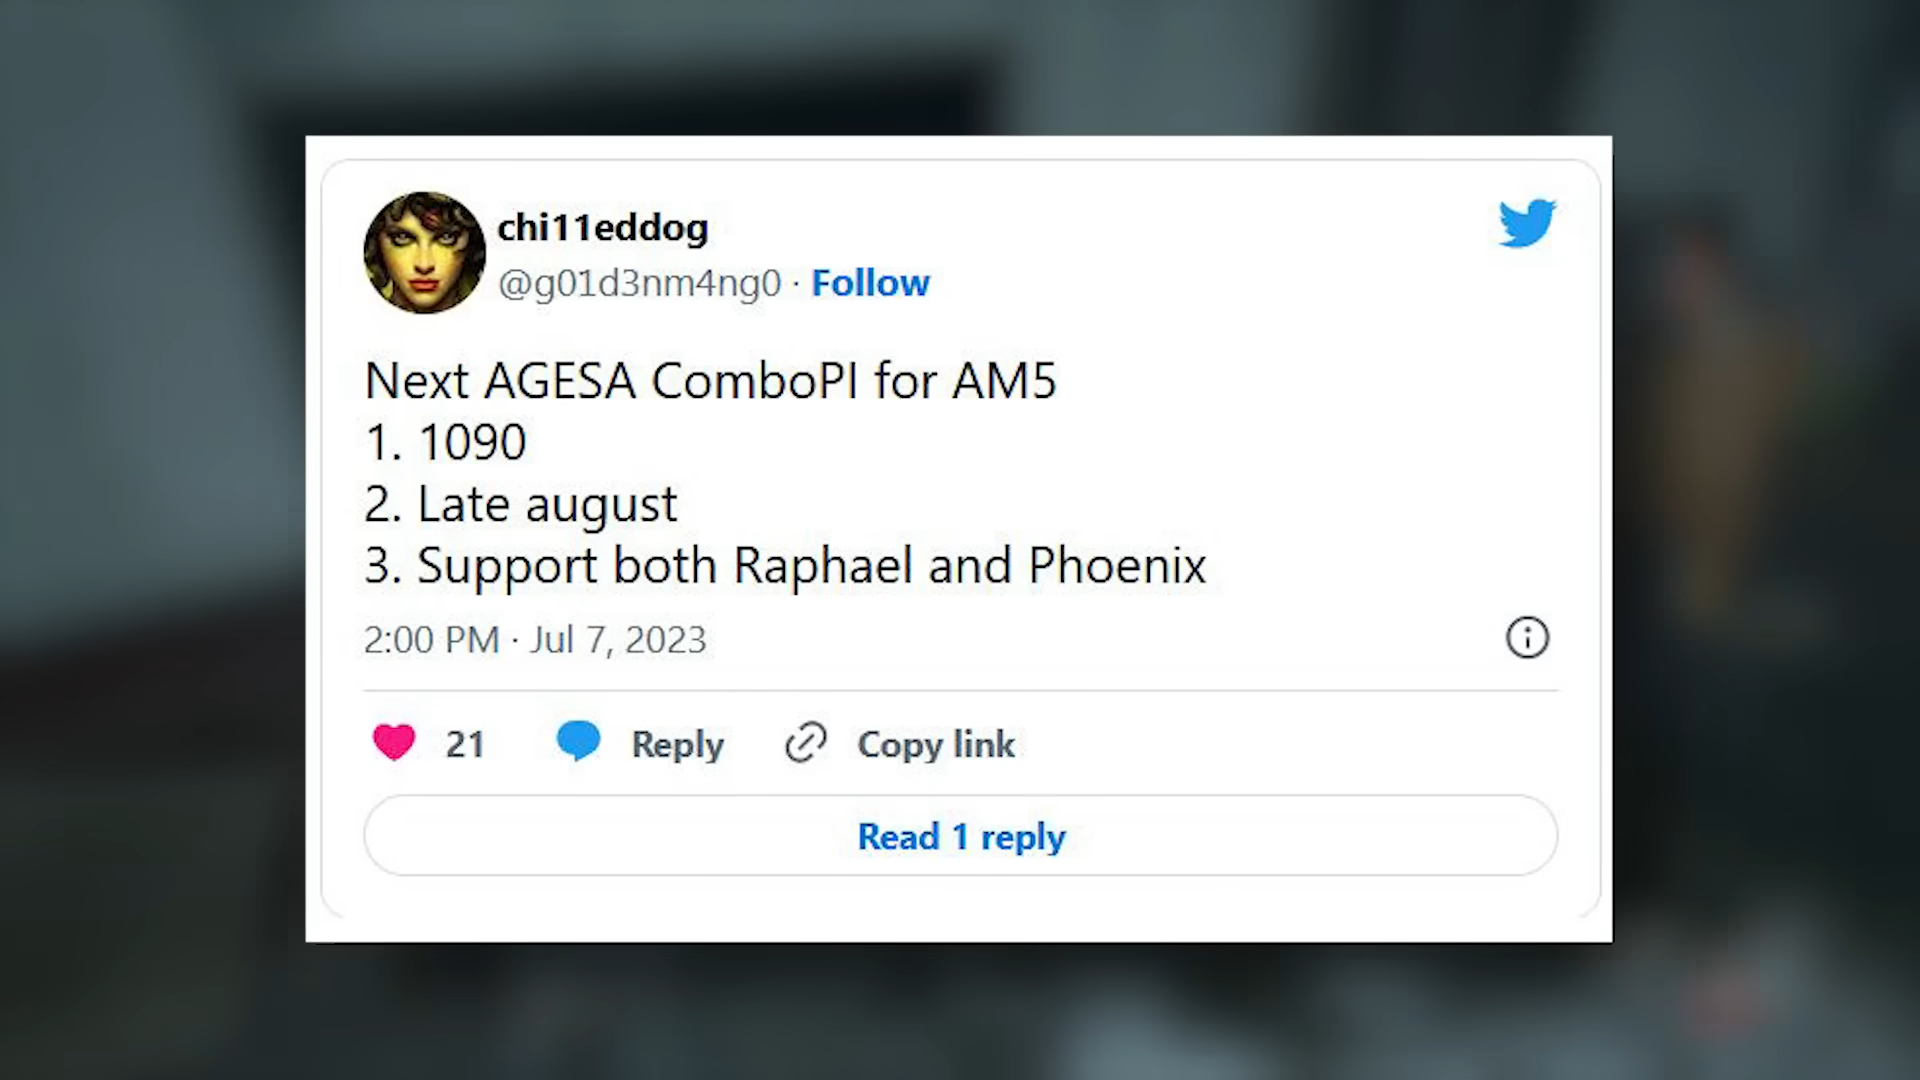 chi11eddog
@g01d3nm4ng0 · Follow
Next AGESA ComboPI for AM5
1. 1090
2. Late august
3. Support both Raphael and Phoenix
2:00 PM · Jul 7, 2023
21 Reply Copy link
Read 1 reply